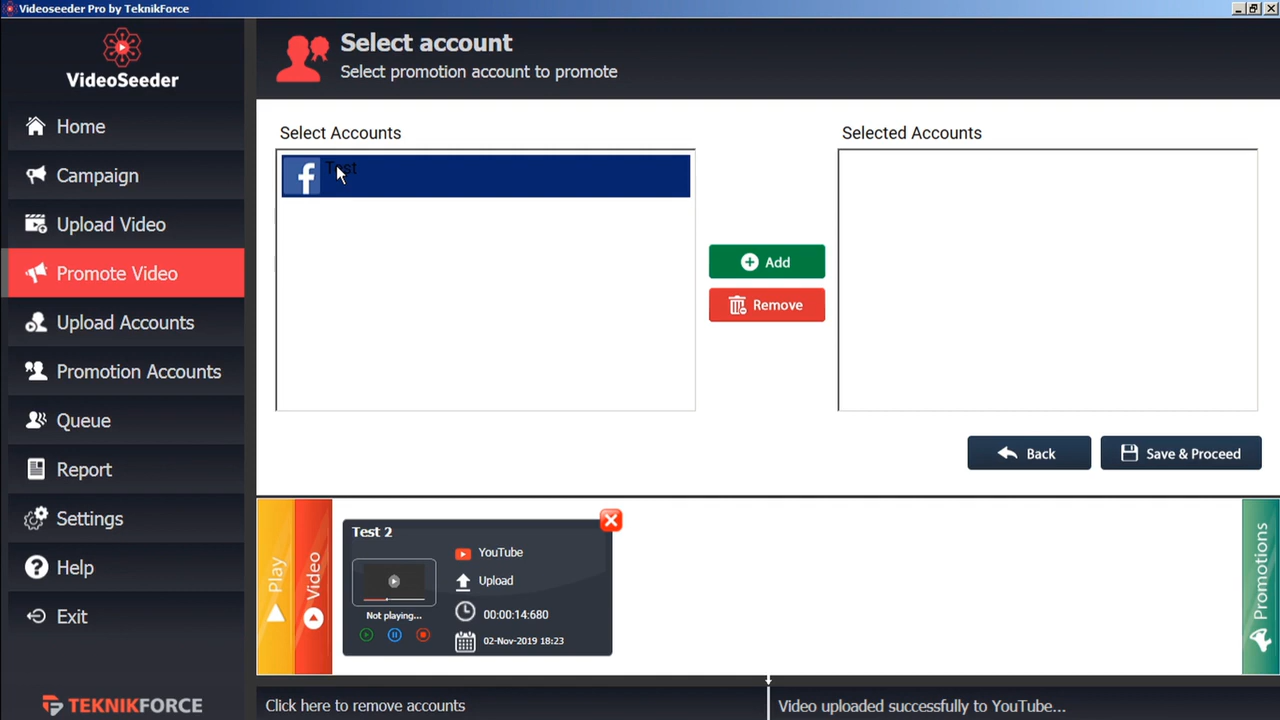 Videoseeder Pro by TeknikForce
VideoSeeder
Home
Campaign
Upload Video
Promote Video
Upload Accounts
Promotion Accounts
Queue
Report
Settings
Help
Exit
TEKNIKFORCE
Select account
Select promotion account to promote
Select Accounts
Test
Add
Remove
Selected Accounts
Back
Save & Proceed
Play
Video
Test 2
Not playing...
YouTube
Upload
00:00:14:680
02-Nov-2019 18:23
Promotions
Click here to remove accounts
Video uploaded successfully to YouTube...